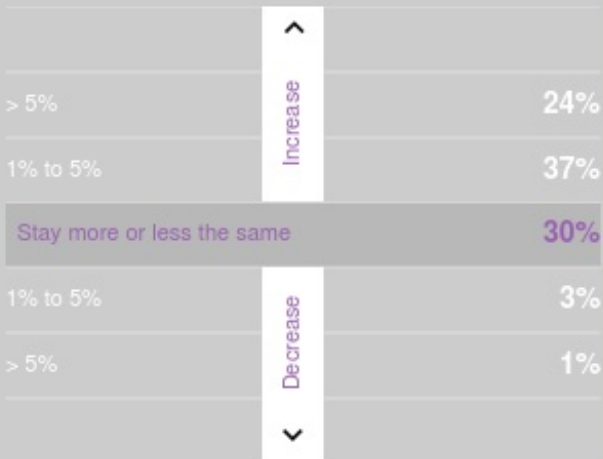 > 5% 24%
Increase
1% to 5% 37%
Stay more or less the same 30%
1% to 5% 3%
Decrease
> 5% 1%